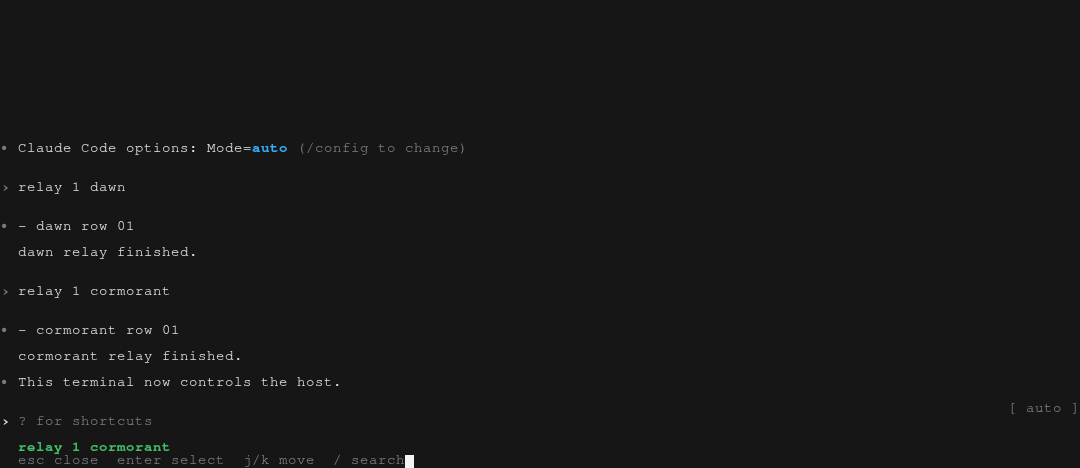 • Claude Code options: Mode=auto (/config to change)
› relay 1 dawn
• – dawn row 01
dawn relay finished.
› relay 1 cormorant
• – cormorant row 01
cormorant relay finished.
• This terminal now controls the host.
[ auto ]
› ? for shortcuts
relay 1 cormorant
esc close  enter select  j/k move  / search